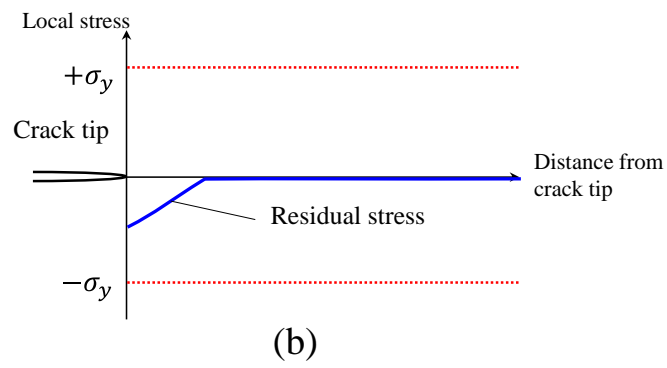 Local stress
+σy
Crack tip
Distance from
crack tip
Residual stress
−σy
(b)